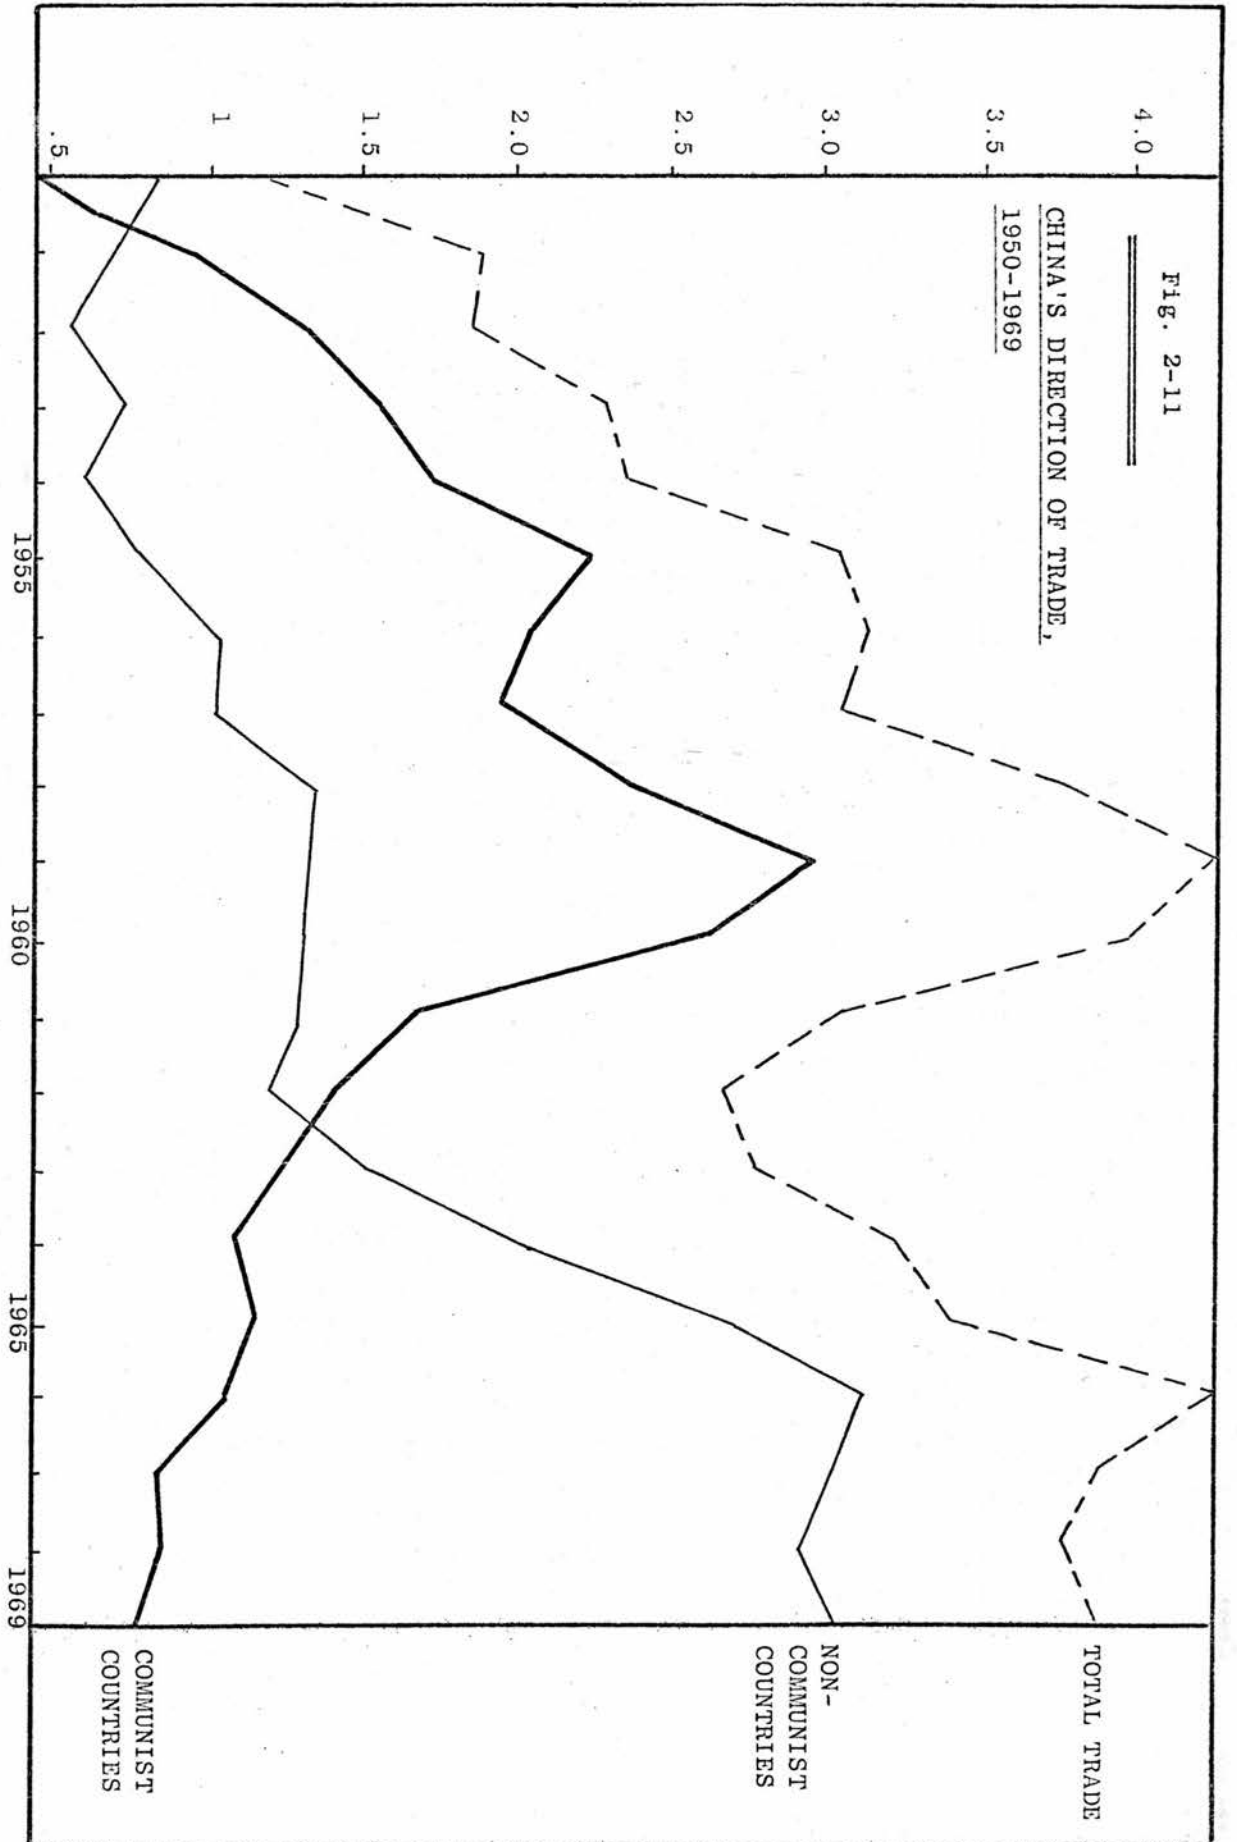 Fig. 2-11
CHINA'S DIRECTION OF TRADE,
1950-1969
4.0
3.5
3.0
2.5
2.0
1.5
1
.5
1955
1960
1965
1969
TOTAL TRADE
NON-
COMMUNIST
COUNTRIES
COMMUNIST
COUNTRIES